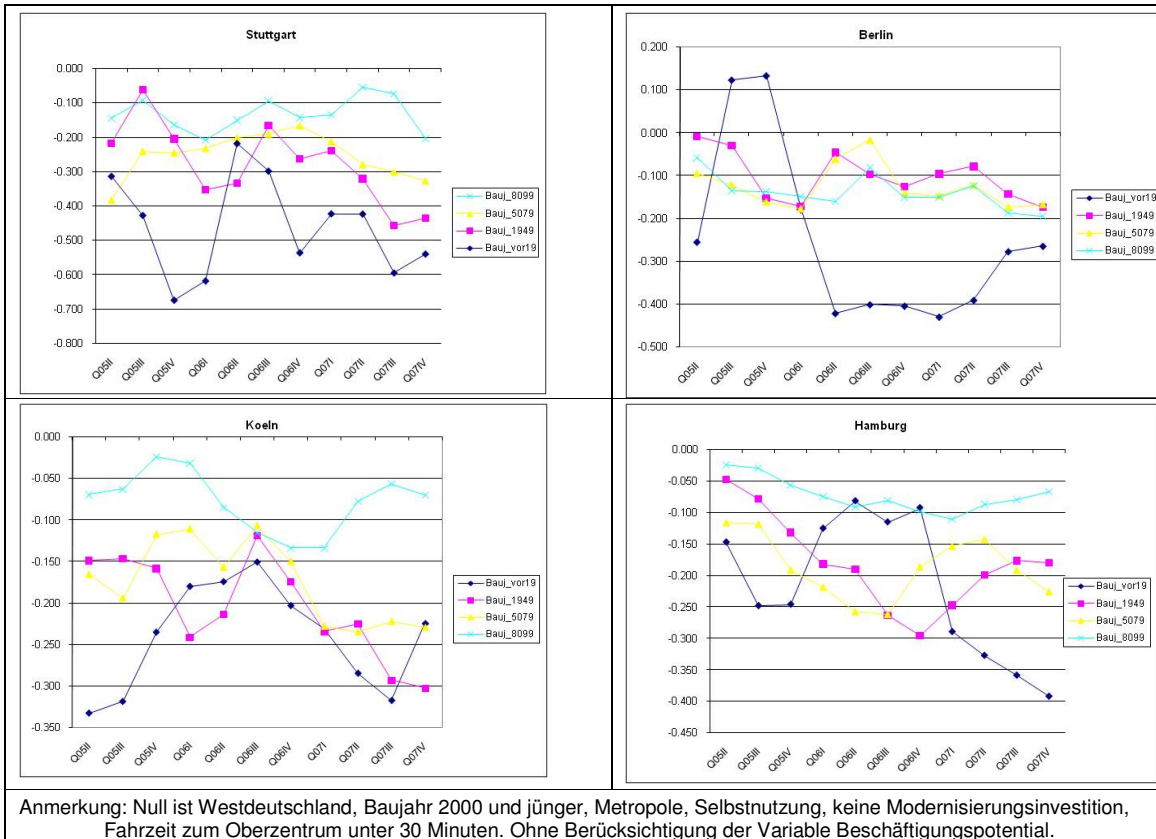 Stuttgart
0.000
-0.100
-0.200
-0.300
-0.400
-0.500
-0.600
-0.700
-0.800
Q05II
Q05III
Q05IV
Q06I
Q06II
Q06III
Q06IV
Q07I
Q07II
Q07III
Q07IV
Bauj_8099
Bauj_5079
Bauj_1949
Bauj_vor19
Berlin
0.200
0.100
0.000
-0.100
-0.200
-0.300
-0.400
-0.500
Q05II
Q05III
Q05IV
Q06I
Q06II
Q06III
Q06IV
Q07I
Q07II
Q07III
Q07IV
Bauj_vor19
Bauj_1949
Bauj_5079
Bauj_8099
Koeln
0.000
-0.050
-0.100
-0.150
-0.200
-0.250
-0.300
-0.350
Q05II
Q05III
Q05IV
Q06I
Q06II
Q06III
Q06IV
Q07I
Q07II
Q07III
Q07IV
Bauj_vor19
Bauj_1949
Bauj_5079
Bauj_8099
Hamburg
0.000
-0.050
-0.100
-0.150
-0.200
-0.250
-0.300
-0.350
-0.400
-0.450
Q05II
Q05III
Q05IV
Q06I
Q06II
Q06III
Q06IV
Q07I
Q07II
Q07III
Q07IV
Bauj_vor19
Bauj_1949
Bauj_5079
Bauj_8099
Anmerkung: Null ist Westdeutschland, Baujahr 2000 und jünger, Metropole, Selbstnutzung, keine Modernisierungsinvestition,
Fahrzeit zum Oberzentrum unter 30 Minuten. Ohne Berücksichtigung der Variable Beschäftigungspotential.